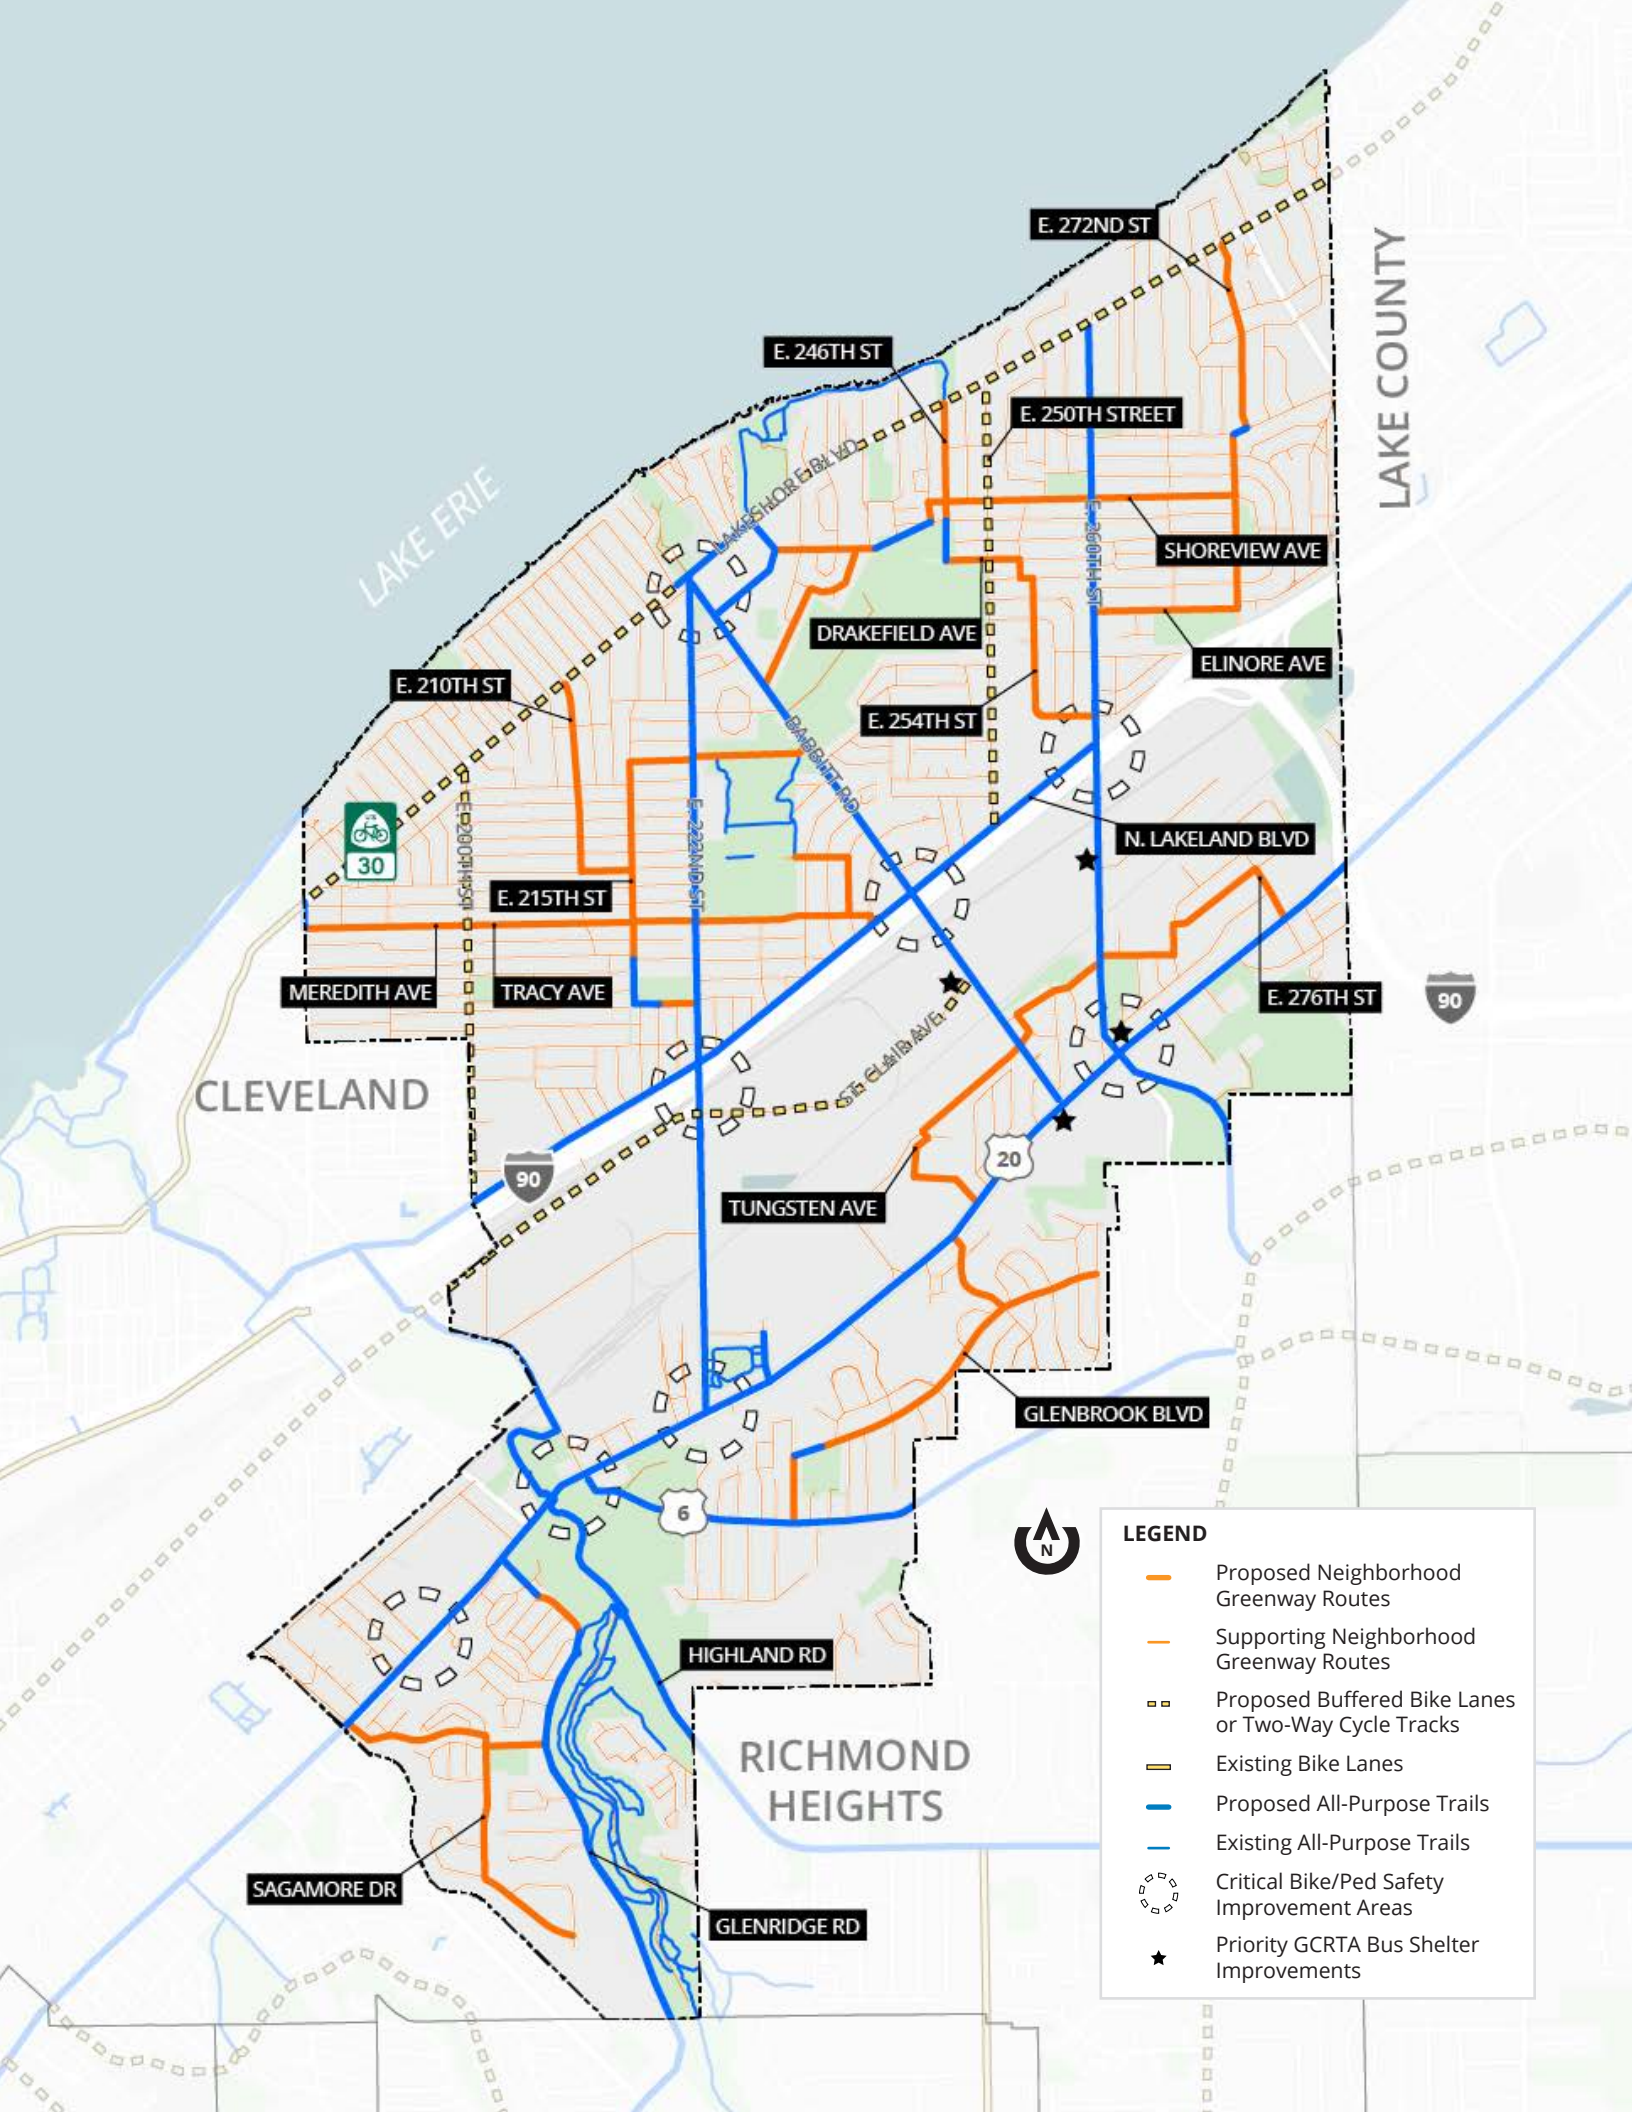 E. 272ND ST
LAKE COUNTY
E. 246TH ST
E. 250TH STREET
LAKESHORE BLVD
LAKE ERIE
E. 260TH ST
SHOREVIEW AVE
DRAKEFIELD AVE
ELINORE AVE
E. 210TH ST
E. 254TH ST
BABBITT RD
30
E. 200TH ST
E. 222ND ST
N. LAKELAND BLVD
E. 215TH ST
MEREDITH AVE
TRACY AVE
E. 276TH ST
90
CLEVELAND
ST. CLAIR AVE
90
20
TUNGSTEN AVE
GLENBROOK BLVD
6
N
HIGHLAND RD
RICHMOND
HEIGHTS
SAGAMORE DR
GLENRIDGE RD
LEGEND
Proposed Neighborhood
Greenway Routes
Supporting Neighborhood
Greenway Routes
Proposed Buffered Bike Lanes
or Two-Way Cycle Tracks
Existing Bike Lanes
Proposed All-Purpose Trails
Existing All-Purpose Trails
Critical Bike/Ped Safety
Improvement Areas
Priority GCRTA Bus Shelter
Improvements